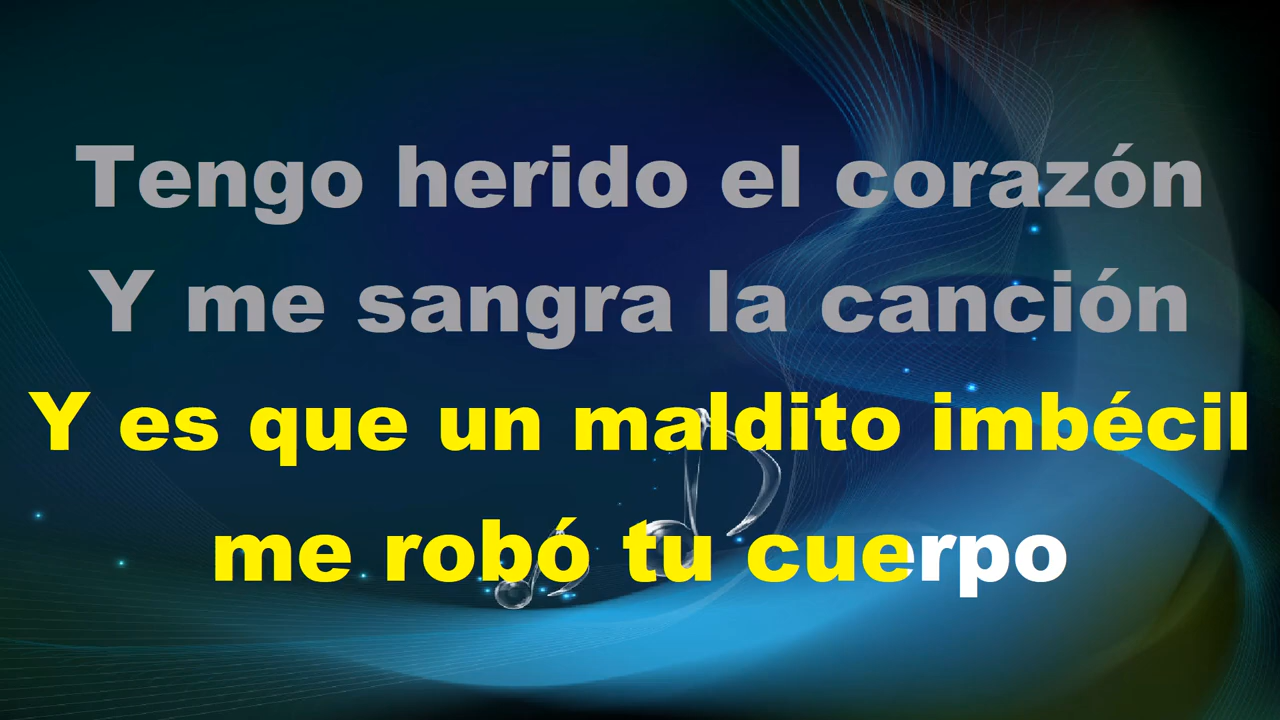 Tengo herido el corazón
Y me sangra la canción
Y es que un maldito imbécil
me robó tu cuerpo